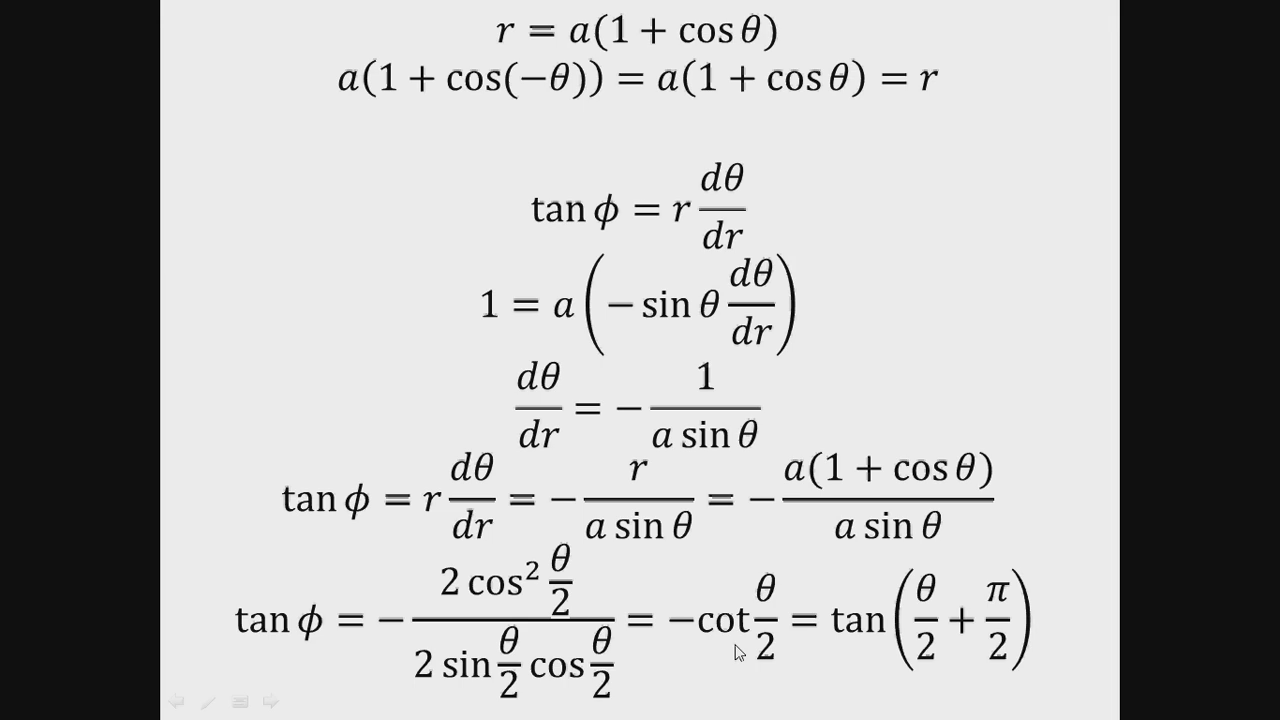 r = a(1 + cos θ)
a(1 + cos(−θ)) = a(1 + cos θ) = r
tan ϕ = r dθ/dr
1 = a(− sin θ dθ/dr)
dθ/dr = − 1/(a sin θ)
tan ϕ = r dθ/dr = − r/(a sin θ) = − a(1 + cos θ)/(a sin θ)
tan ϕ = − (2 cos² θ/2)/(2 sin θ/2 cos θ/2) = −cot θ/2 = tan(θ/2 + π/2)